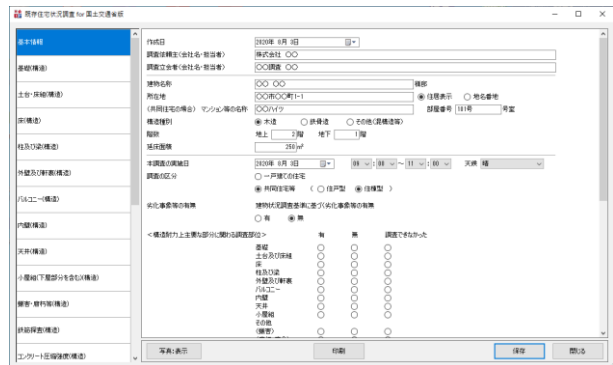 既存住宅状況調査 for 国土交通省版
基本情報
基礎(構造)
土台・床組(構造)
床(構造)
柱及び梁(構造)
外壁及び軒裏(構造)
バルコニー(構造)
内壁(構造)
天井(構造)
小屋組(下屋部分を含む)(構造)
蟻害・腐朽等(構造)
鉄筋探査(構造)
コンクリート圧縮強度(構造)
作成日 2020年 8月 3日
調査依頼主(会社名・担当者) 株式会社 〇〇
調査立会者(会社名・担当者) 〇〇調査 〇〇
建物名称 〇〇 〇〇 様邸
所在地 〇〇市〇〇町1-1 住居表示 地名番地
(共同住宅の場合) マンション等の名称 〇〇ハイツ 部屋番号 101号 号室
構造種別 木造 鉄骨造 その他(混構造等)
階数 地上 2 階 地下 1 階
延床面積 250 ㎡
本調査の実施日 2020年 8月 3日 09 : 00 ～ 11 : 00 天候 晴
調査の区分 一戸建ての住宅
共同住宅等 ( 住戸型 住棟型 )
劣化事象等の有無 建物状況調査基準に基づく劣化事象等の有無
有 無
<構造耐力上主要な部分に関わる調査部位> 有 無 調査できなかった
基礎
土台及び床組
床
柱及び梁
外壁及び軒裏
バルコニー
内壁
天井
小屋組
その他
(蟻害)
写真:表示 印刷 保存 閉じる